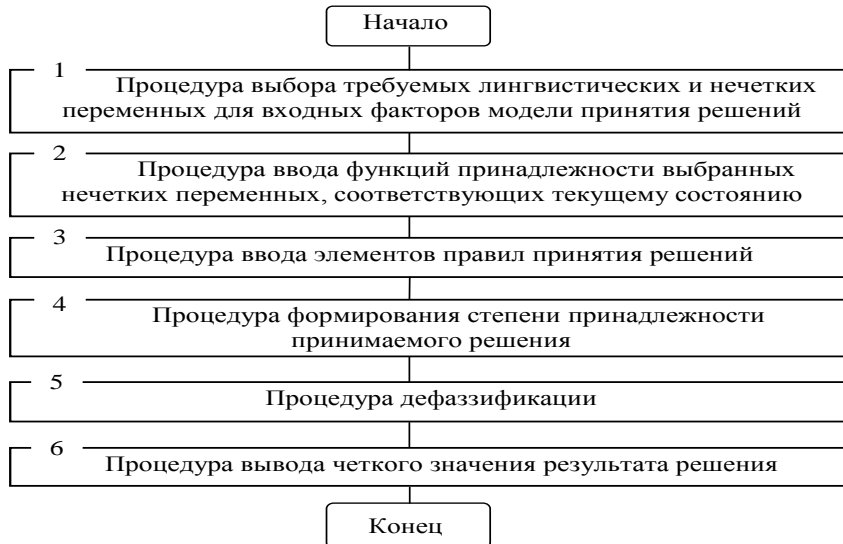 Начало
1
Процедура выбора требуемых лингвистических и нечетких
переменных для входных факторов модели принятия решений
2
Процедура ввода функций принадлежности выбранных
нечетких переменных, соответствующих текущему состоянию
3
Процедура ввода элементов правил принятия решений
4
Процедура формирования степени принадлежности
принимаемого решения
5
Процедура дефаззификации
6
Процедура вывода четкого значения результата решения
Конец